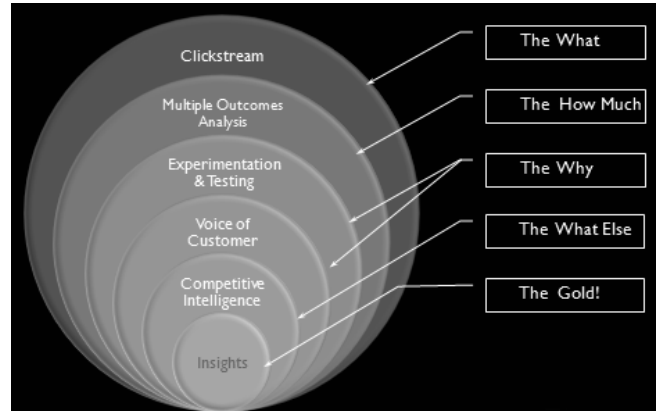 Clickstream
Multiple Outcomes
Analysis
Experimentation
& Testing
Voice of
Customer
Competitive
Intelligence
Insights
The What
The How Much
The Why
The What Else
The Gold!